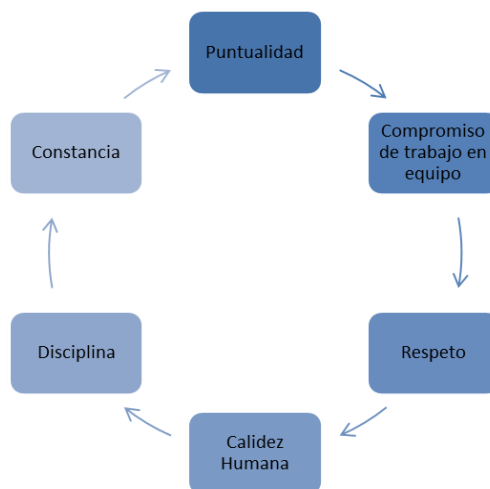 Puntualidad
Compromiso
de trabajo en
equipo
Respeto
Calidez
Humana
Disciplina
Constancia